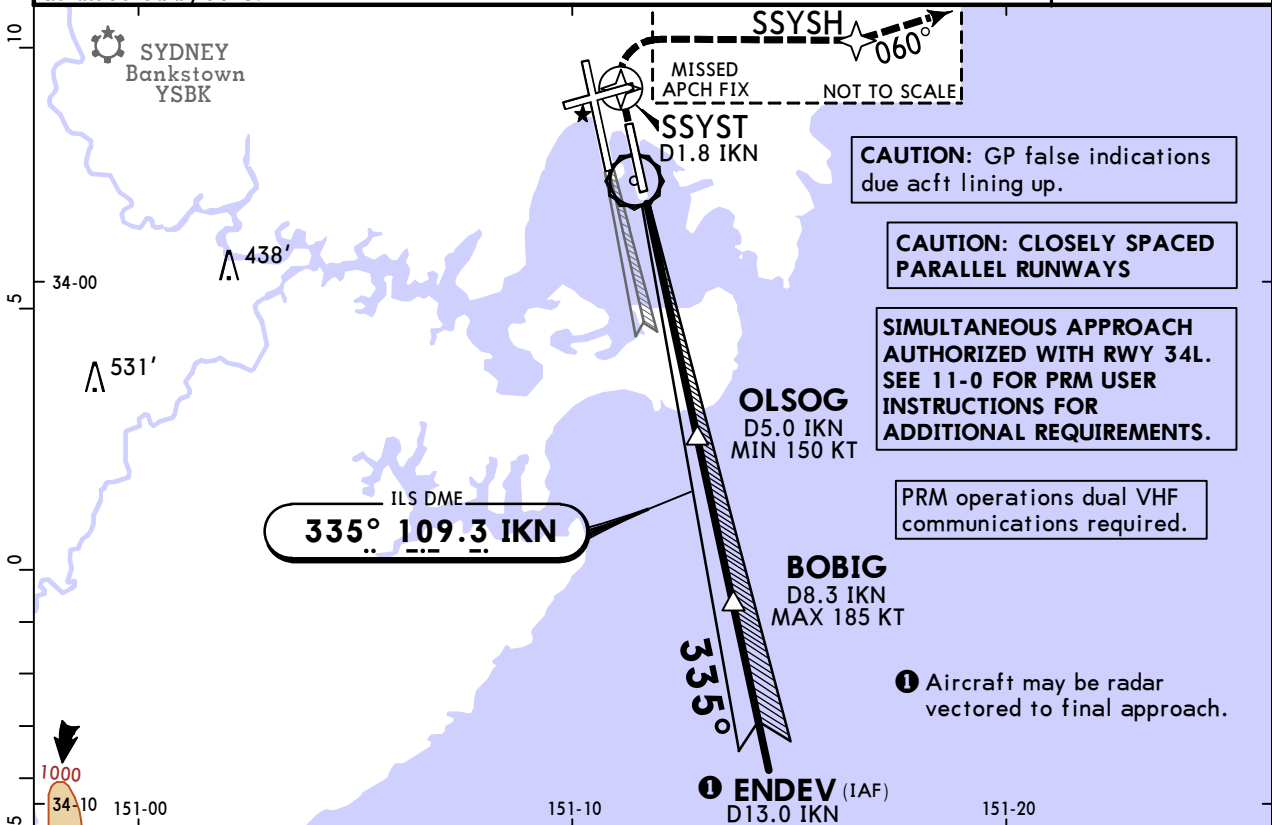 10
SYDNEY
Bankstown
YSBK
SSYSH
060°
MISSED
APCH FIX
NOT TO SCALE
SSYST
D1.8 IKN
CAUTION: GP false indications
due acft lining up.
CAUTION: CLOSELY SPACED
PARALLEL RUNWAYS
438'
5
34-00
SIMULTANEOUS APPROACH
AUTHORIZED WITH RWY 34L.
SEE 11-0 FOR PRM USER
INSTRUCTIONS FOR
ADDITIONAL REQUIREMENTS.
531'
OLSOG
D5.0 IKN
MIN 150 KT
ILS DME
335° 109.3 IKN
PRM operations dual VHF
communications required.
0
BOBIG
D8.3 IKN
MAX 185 KT
335°
1 Aircraft may be radar
vectored to final approach.
1000
34-10
151-00
151-10
151-20
1 ENDEV (IAF)
D13.0 IKN
5